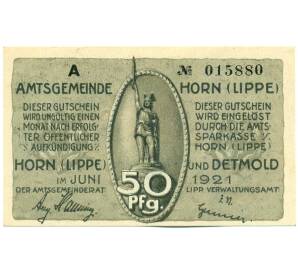 A № 015880
AMTSGEMEINDE HORN (LIPPE)
DIESER GUTSCHEIN
WIRD UNGÜLTIG EINEN
MONAT NACH ERFOLG
TER ÖFFENTLICHER
AUFKÜNDIGUNG
DIESER GUTSCHEIN
WIRD EINGELÖST
DURCH DIE AMTS
SPARKASSE I/
HORN (LIPPE)
HORN (LIPPE) UND DETMOLD
IM JUNI 1921
DER AMTSGEMEINDERAT LIPP. VERWALTUNGSAMT
50
Pfg.